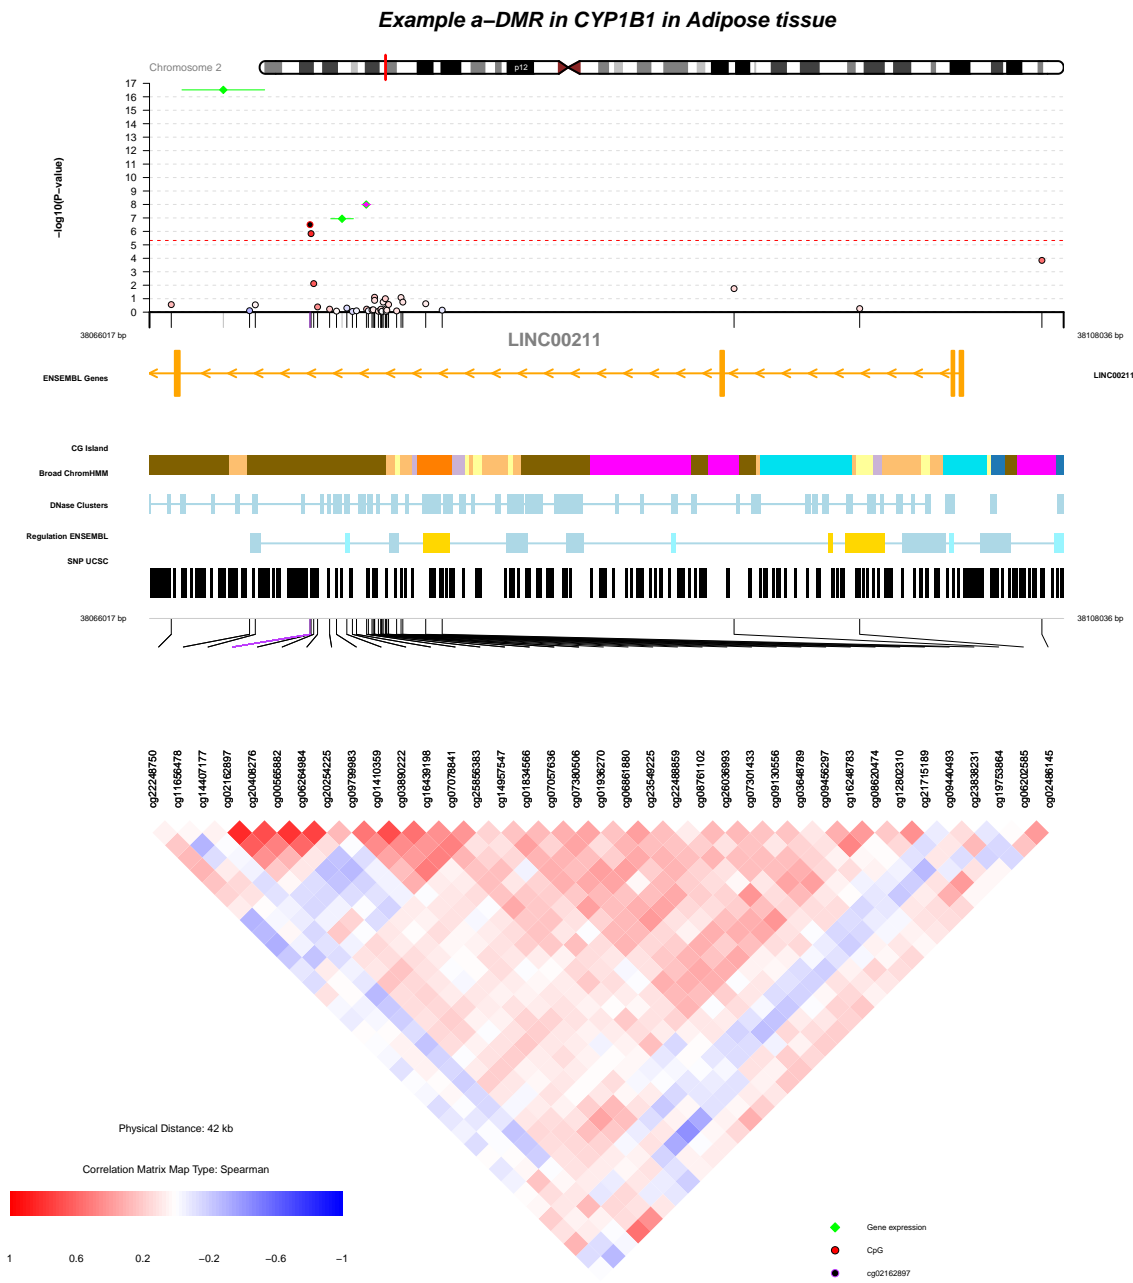 Example a–DMR in CYP1B1 in Adipose tissue
Chromosome 2
p12
–log10(P–value)
17
16
15
14
13
12
11
10
9
8
7
6
5
4
3
2
1
0
38066017 bp
38108036 bp
LINC00211
ENSEMBL Genes
LINC00211
CG Island
Broad ChromHMM
DNase Clusters
Regulation ENSEMBL
SNP UCSC
38066017 bp
38108036 bp
cg22248750
cg11656478
cg14407177
cg02162897
cg20408276
cg00565882
cg06264984
cg20254225
cg09799983
cg01410359
cg03890222
cg16439198
cg07078841
cg25856383
cg14957547
cg01834566
cg07057636
cg07380506
cg01936270
cg06861880
cg23549225
cg22488859
cg08761102
cg26036993
cg07301433
cg09130556
cg03648789
cg09456297
cg16248783
cg08620474
cg12802310
cg21715189
cg09440493
cg23838231
cg19753864
cg06602585
cg02486145
Physical Distance: 42 kb
Correlation Matrix Map Type: Spearman
1 0.6 0.2 –0.2 –0.6 –1
Gene expression
CpG
cg02162897